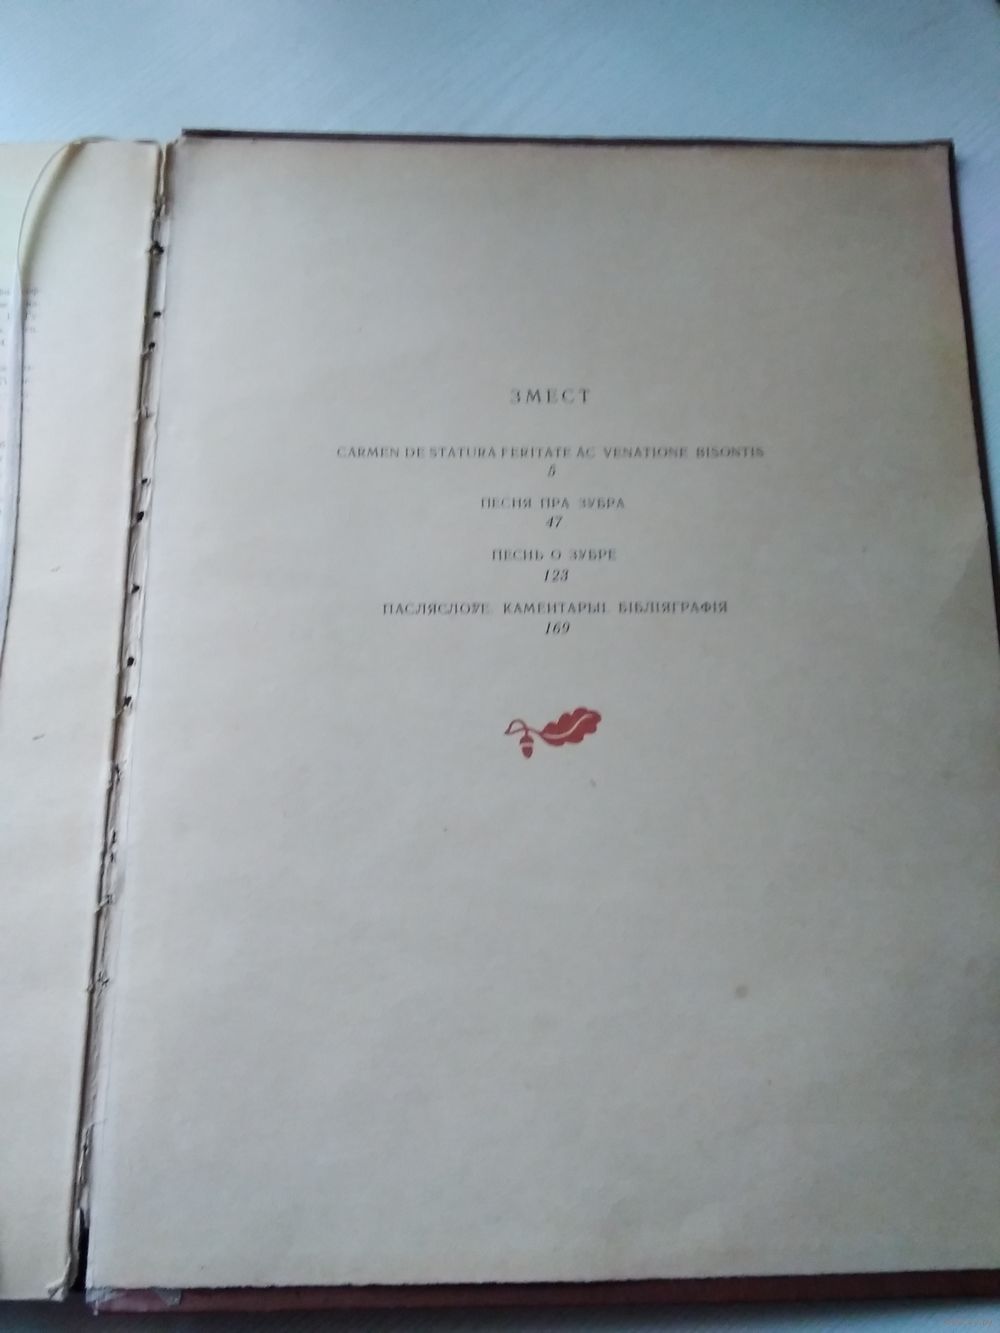 ЗМЕСТ
CARMEN DE STATURA FERITATE AC VENATIONE BISONTIS
5
ПЕСНЯ ПРА ЗУБРА
47
ПЕСНЬ О ЗУБРЕ
123
ПАСЛЯСЛОЎЕ. КАМЕНТАРЫІ. БІБЛІЯГРАФІЯ
169